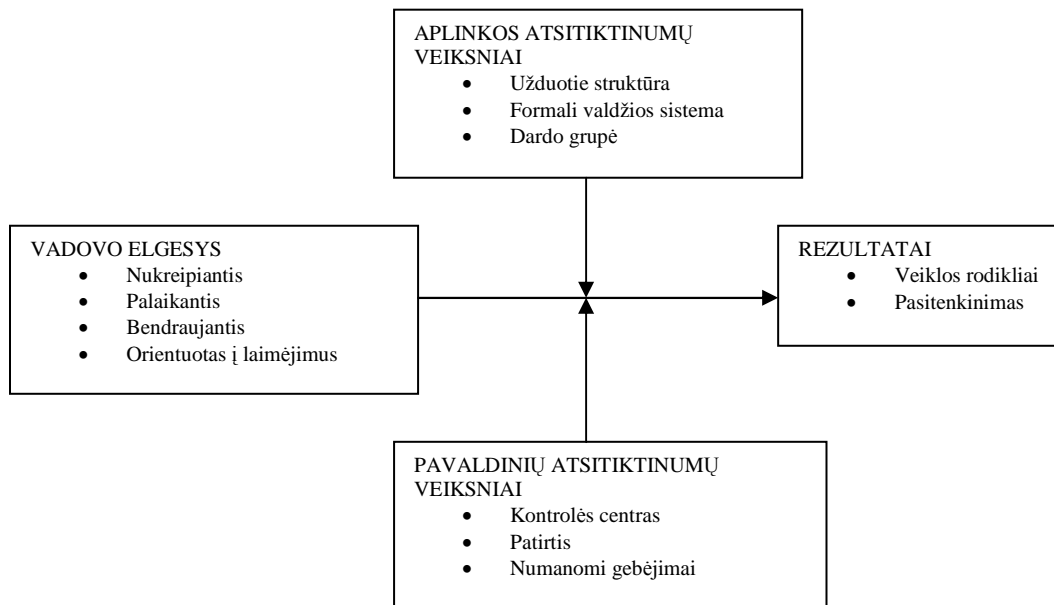 APLINKOS ATSITIKTINUMŲ
VEIKSNIAI
• Užduotie struktūra
• Formali valdžios sistema
• Dardo grupė
VADOVO ELGESYS
• Nukreipiantis
• Palaikantis
• Bendraujantis
• Orientuotas į laimėjimus
REZULTATAI
• Veiklos rodikliai
• Pasitenkinimas
PAVALDINIŲ ATSITIKTINUMŲ
VEIKSNIAI
• Kontrolės centras
• Patirtis
• Numanomi gebėjimai